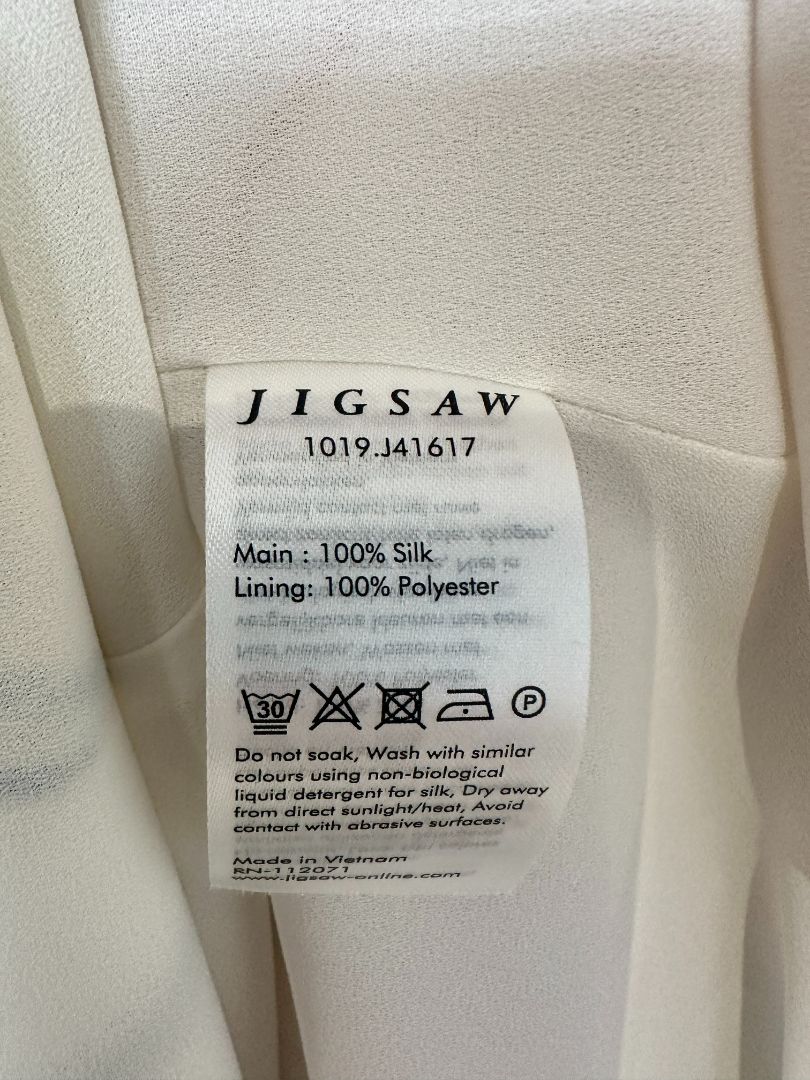 JIGSAW
1019.J41617
Main : 100% Silk
Lining: 100% Polyester
30
P
Do not soak, Wash with similar
colours using non-biological
liquid detergent for silk, Dry away
from direct sunlight/heat, Avoid
contact with abrasive surfaces.
Made in Vietnam
RN-112071
www.jigsaw-online.com